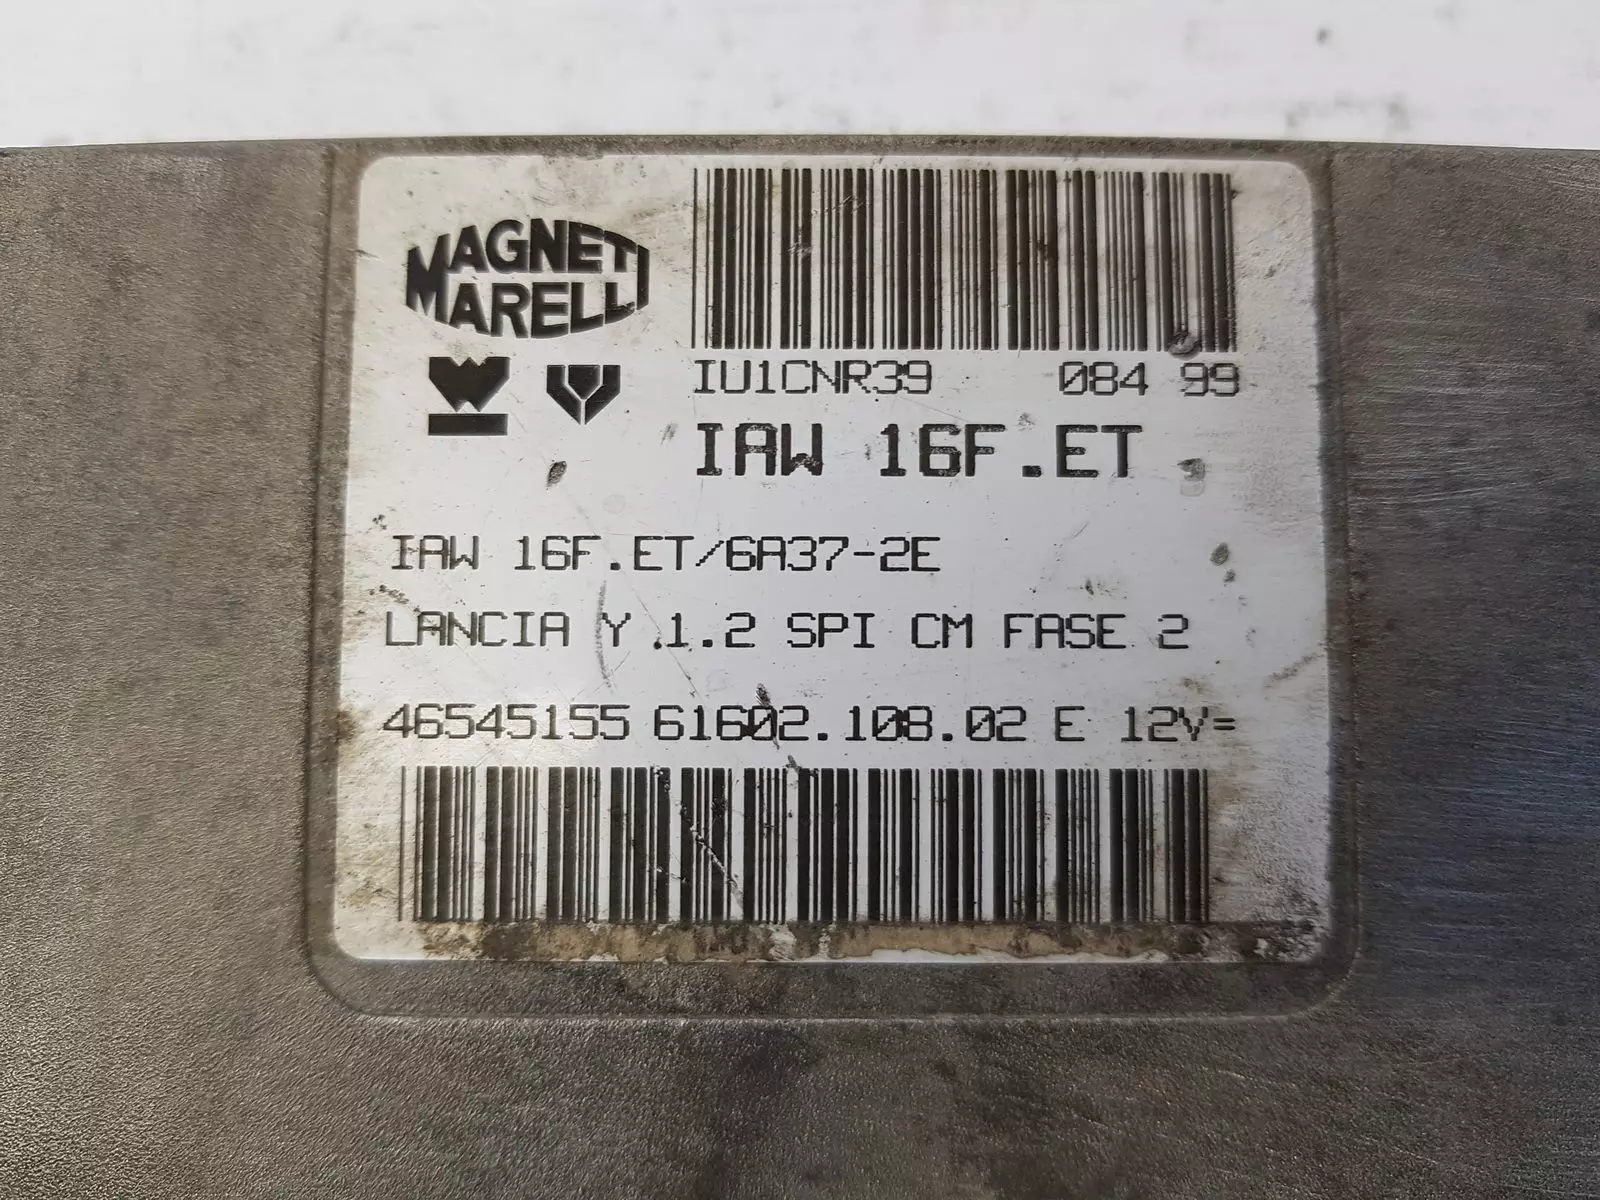 MAGNETI
MARELLI
IU1CNR39 084 99
IAW 16F.ET
IAW 16F.ET/6A37-2E
LANCIA Y 1.2 SPI CM FASE 2
46545155 61602.108.02 E 12V=